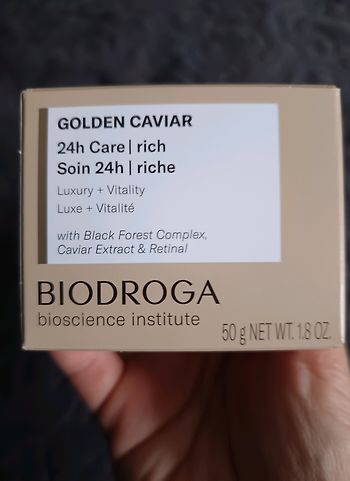 GOLDEN CAVIAR
24h Care | rich
Soin 24h | riche
Luxury + Vitality
Luxe + Vitalité
with Black Forest Complex,
Caviar Extract & Retinal
BIODROGA
bioscience institute
50 g NET WT. 1.8 OZ.